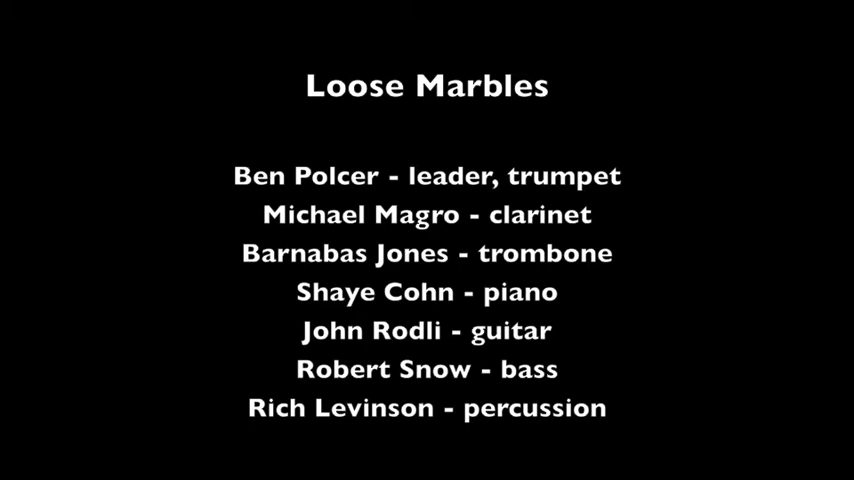 Loose Marbles
Ben Polcer - leader, trumpet
Michael Magro - clarinet
Barnabas Jones - trombone
Shaye Cohn - piano
John Rodli - guitar
Robert Snow - bass
Rich Levinson - percussion